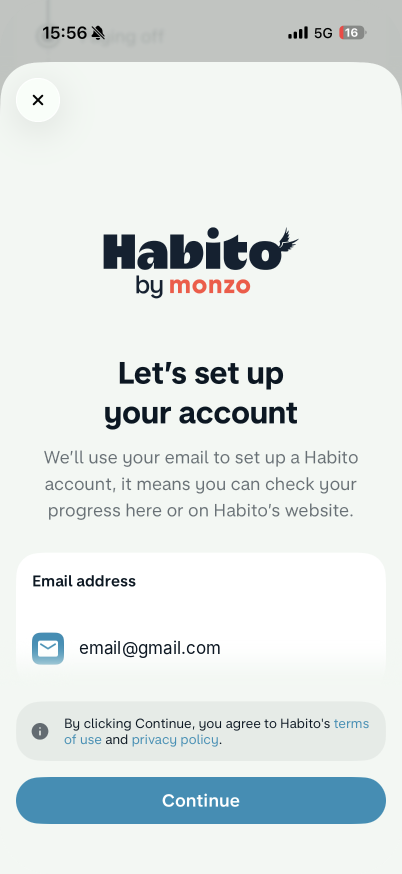 15:56
5G
16
Habito
by monzo
Let's set up
your account
We'll use your email to set up a Habito
account, it means you can check your
progress here or on Habito's website.
Email address
email@gmail.com
By clicking Continue, you agree to Habito's terms
of use and privacy policy.
Continue